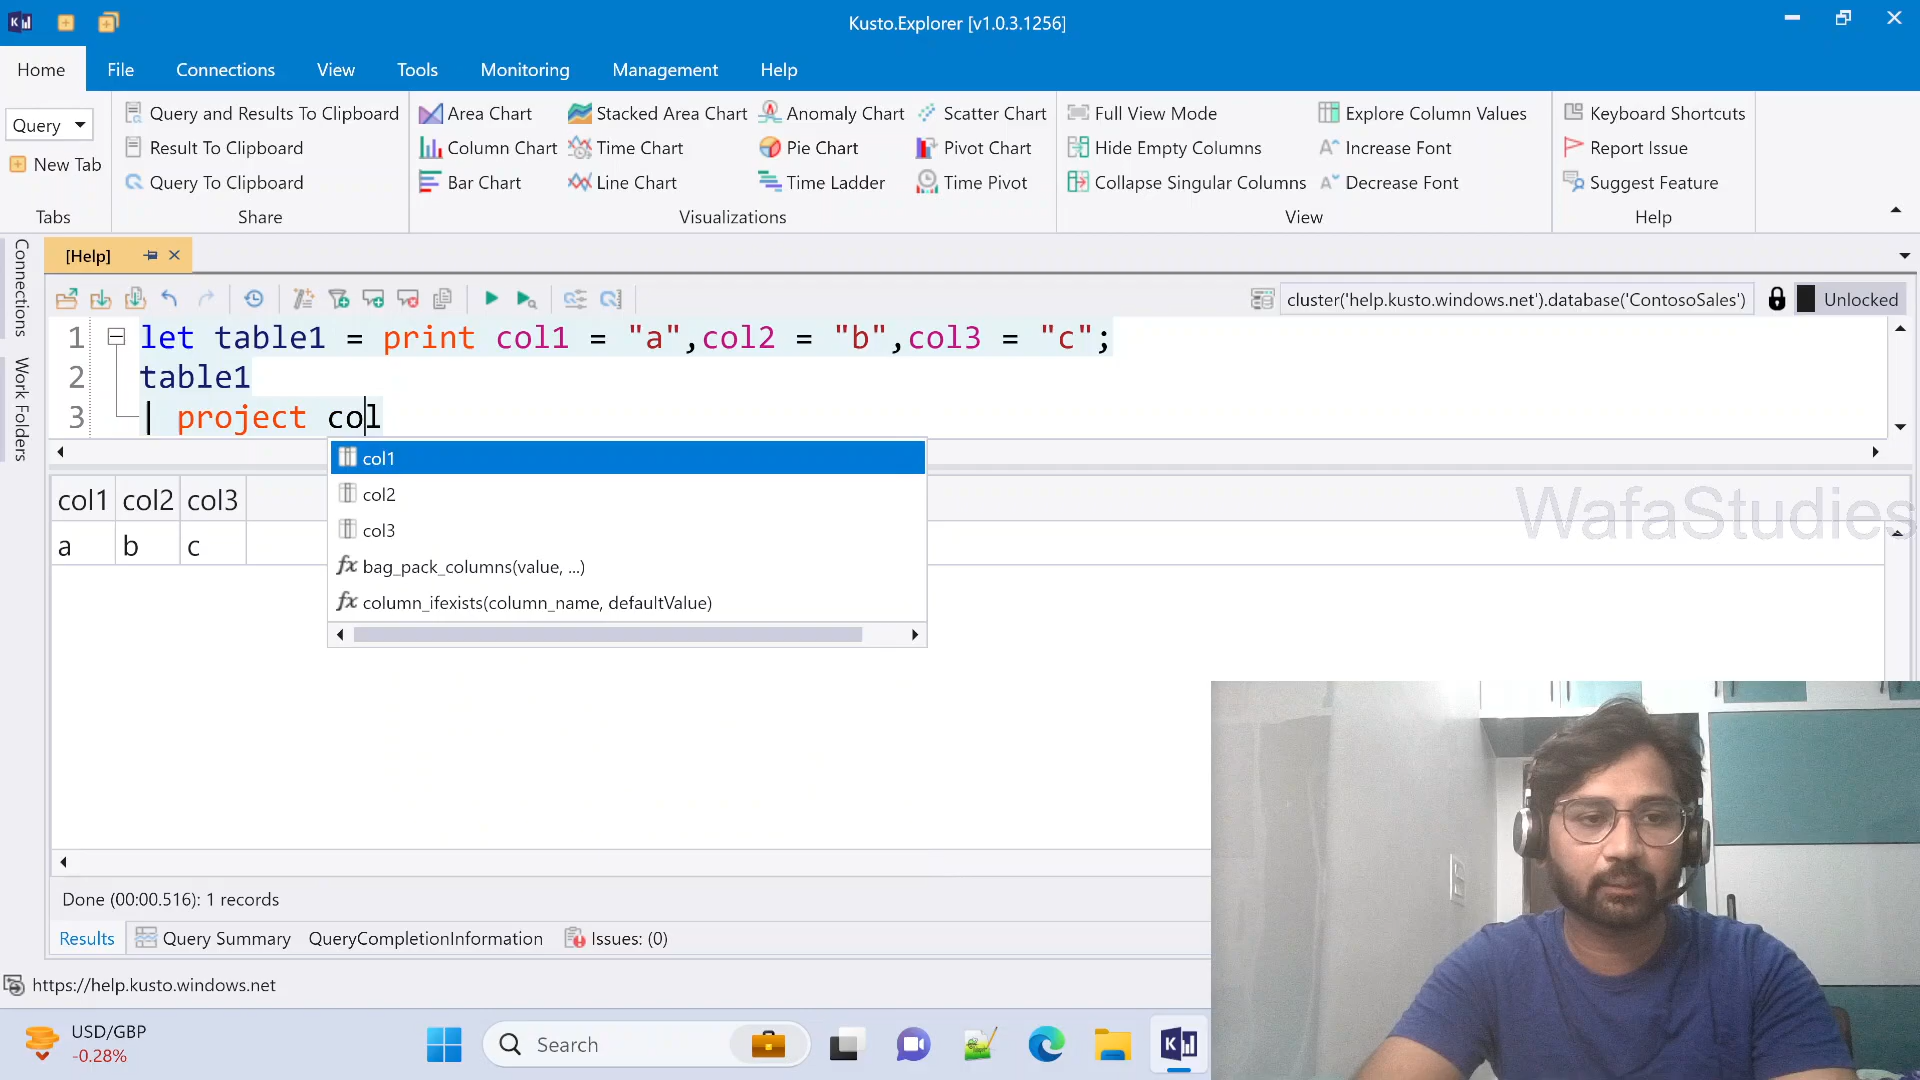 Kusto.Explorer [v1.0.3.1256]
Home File Connections View Tools Monitoring Management Help
Query
New Tab
Tabs
Query and Results To Clipboard
Result To Clipboard
Query To Clipboard
Share
Area Chart Stacked Area Chart Anomaly Chart Scatter Chart
Column Chart Time Chart Pie Chart Pivot Chart
Bar Chart Line Chart Time Ladder Time Pivot
Visualizations
Full View Mode Explore Column Values
Hide Empty Columns Increase Font
Collapse Singular Columns Decrease Font
View
Keyboard Shortcuts
Report Issue
Suggest Feature
Help
Connections
Work Folders
[Help]
cluster('help.kusto.windows.net').database('ContosoSales') Unlocked
1 let table1 = print col1 = "a",col2 = "b",col3 = "c";
2 table1
3 | project col
col1
col2
col3
bag_pack_columns(value, ...)
column_ifexists(column_name, defaultValue)
col1 col2 col3
a b c
WafaStudies
Done (00:00.516): 1 records
Results Query Summary QueryCompletionInformation Issues: (0)
https://help.kusto.windows.net
USD/GBP
-0.28%
Search